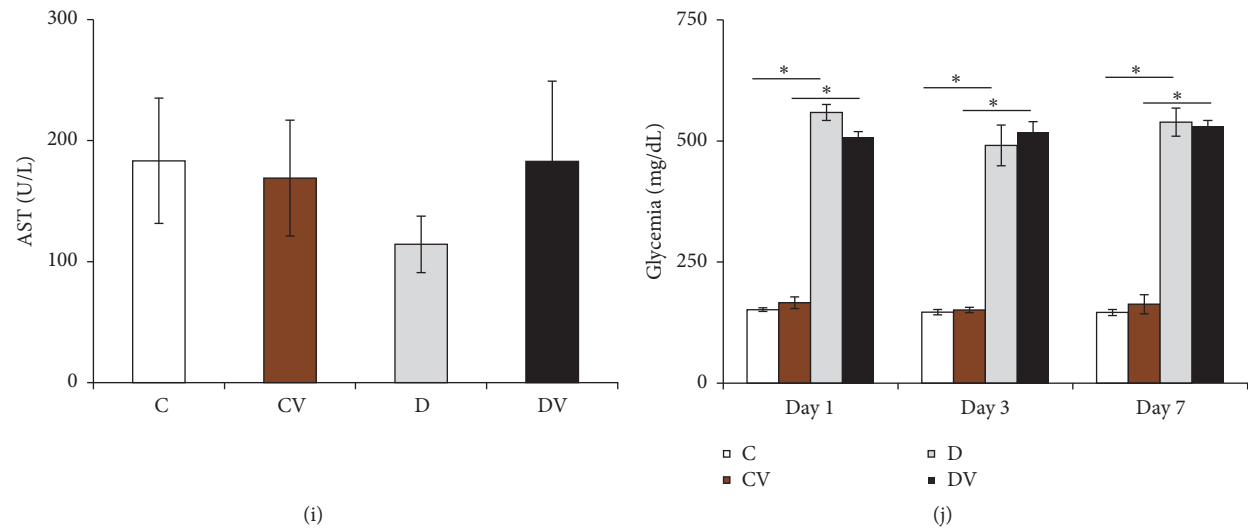 300
200
100
0
AST (U/L)
C
CV
D
DV
(i)
750
500
250
0
Glycemia (mg/dL)
* * * * * *
Day 1
Day 3
Day 7
C
CV
D
DV
(j)